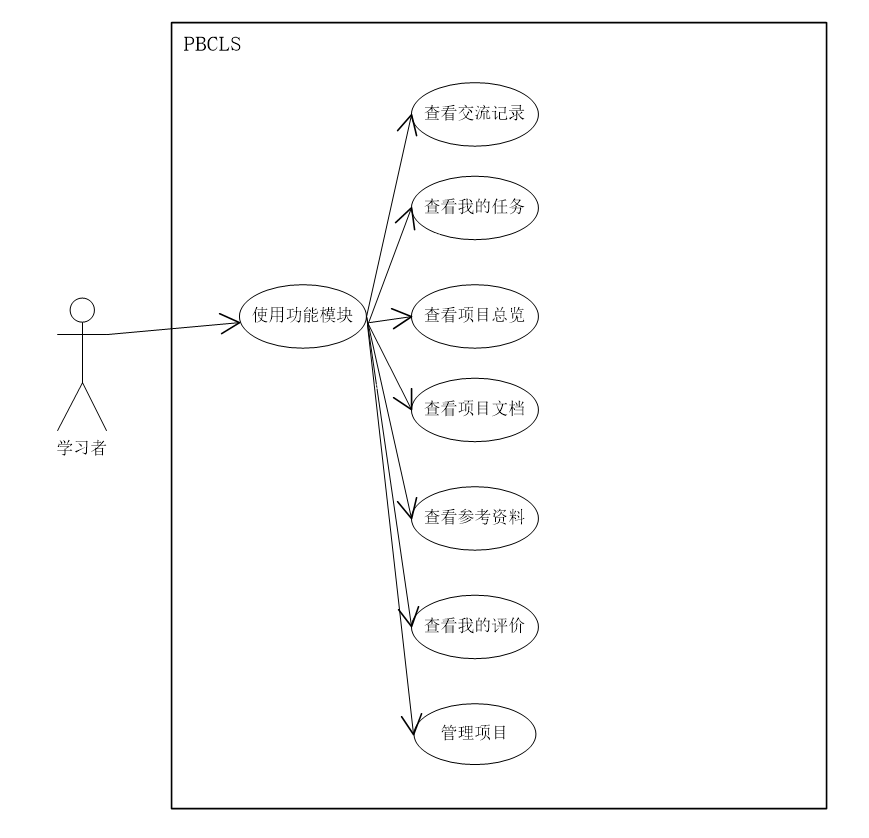 PBCLS
查看交流记录
查看我的任务
使用功能模块
查看项目总览
查看项目文档
学习者
查看参考资料
查看我的评价
管理项目